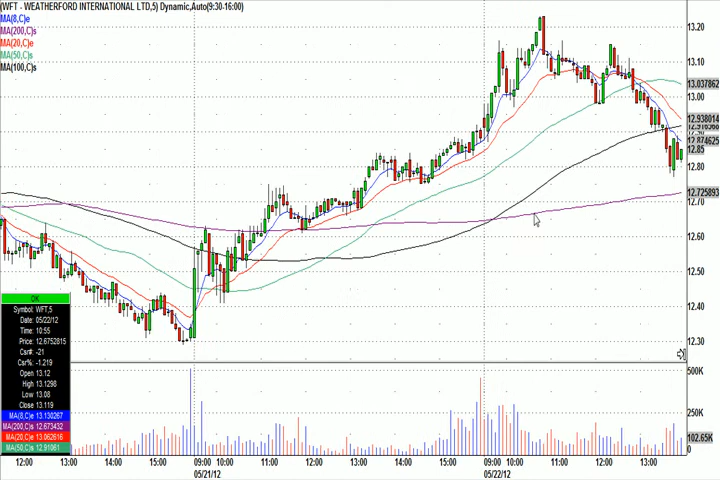 (WFT - WEATHERFORD INTERNATIONAL LTD,5) Dynamic,Auto(9:30-16:00)
MA(8,C)e
MA(200,C)s
MA(20,C)e
MA(50,C)s
MA(100,C)s
13.20
13.10
13.037862
13.00
12.938014
12.874625
12.85
12.80
12.725893
12.70
12.60
12.50
12.40
12.30
OK
Symbol: WFT,5
Date: 05/22/12
Time: 10:55
Price: 12.6752815
Csr#: -21
Csr%: -1.219
Open 13.12
High 13.1298
Low 13.08
Close 13.119
MA(8,C)e 13.130267
MA(200,C)s 12.673432
MA(20,C)e 13.062616
MA(50,C)s 12.91061
500K
250K
102.65K
0
12:00 13:00 14:00 15:00 09:00 10:00 11:00 12:00 13:00 14:00 15:00 09:00 10:00 11:00 12:00 13:00
05/21/12 05/22/12